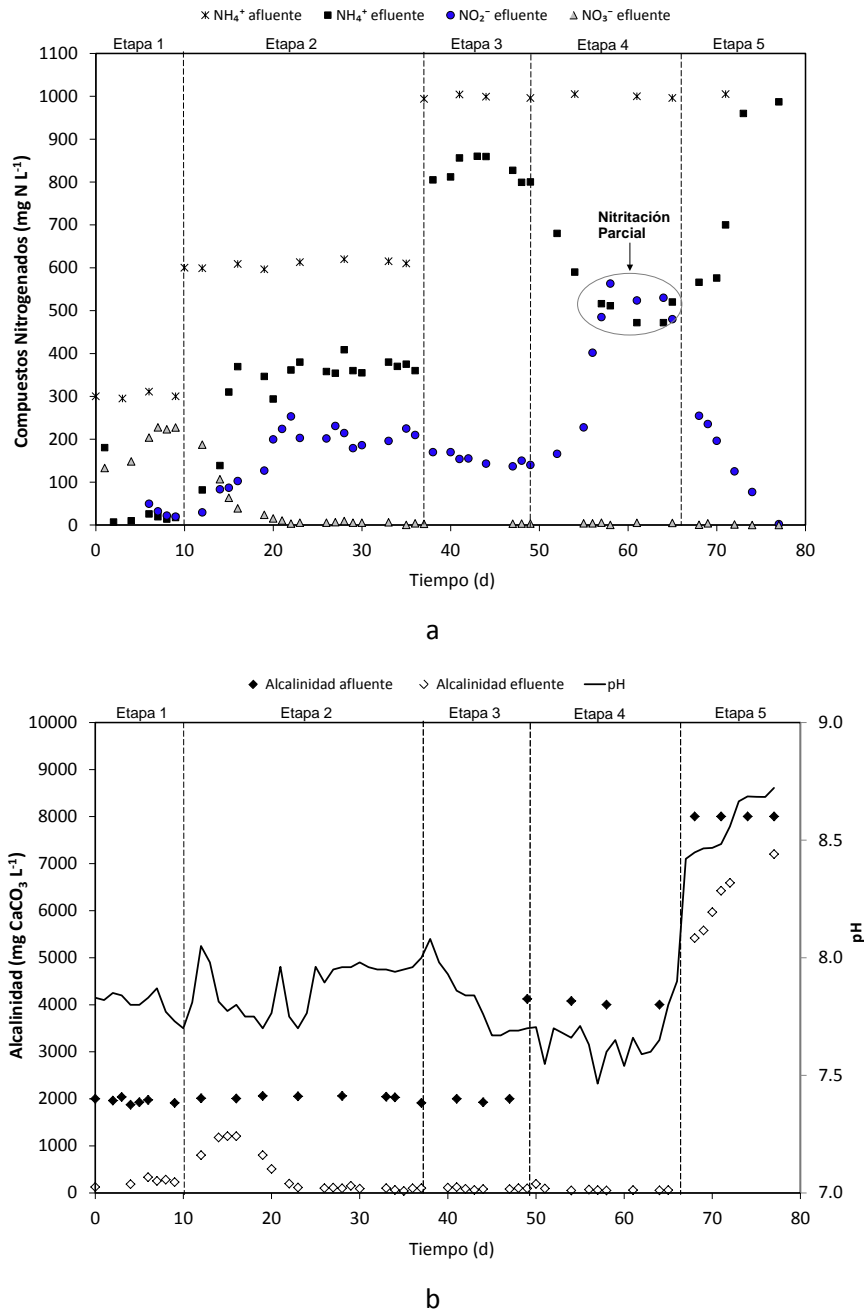 NH₄⁺ afluente NH₄⁺ efluente NO₂⁻ efluente NO₃⁻ efluente
Etapa 1 Etapa 2 Etapa 3 Etapa 4 Etapa 5
1100
1000
900
800
700
600
500
400
300
200
100
0
Compuestos Nitrogenados (mg N L⁻¹)
Nitritación
Parcial
0 10 20 30 40 50 60 70 80
Tiempo (d)
a
Alcalinidad afluente Alcalinidad efluente pH
Etapa 1 Etapa 2 Etapa 3 Etapa 4 Etapa 5
10000
9000
8000
7000
6000
5000
4000
3000
2000
1000
0
Alcalinidad (mg CaCO₃ L⁻¹)
9.0
8.6
8.0
7.5
7.0
pH
0 10 20 30 40 50 60 70 80
Tiempo (d)
b